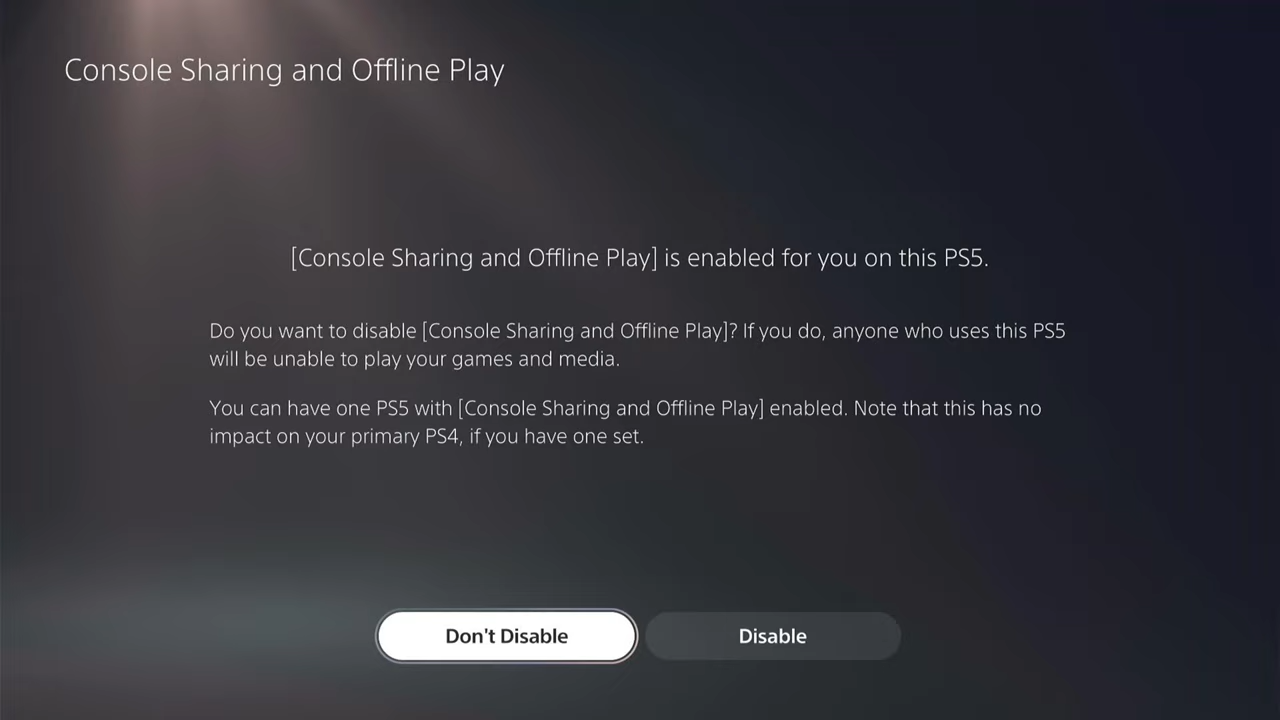 Console Sharing and Offline Play
[Console Sharing and Offline Play] is enabled for you on this PS5.
Do you want to disable [Console Sharing and Offline Play]? If you do, anyone who uses this PS5
will be unable to play your games and media.
You can have one PS5 with [Console Sharing and Offline Play] enabled. Note that this has no
impact on your primary PS4, if you have one set.
Don't Disable
Disable